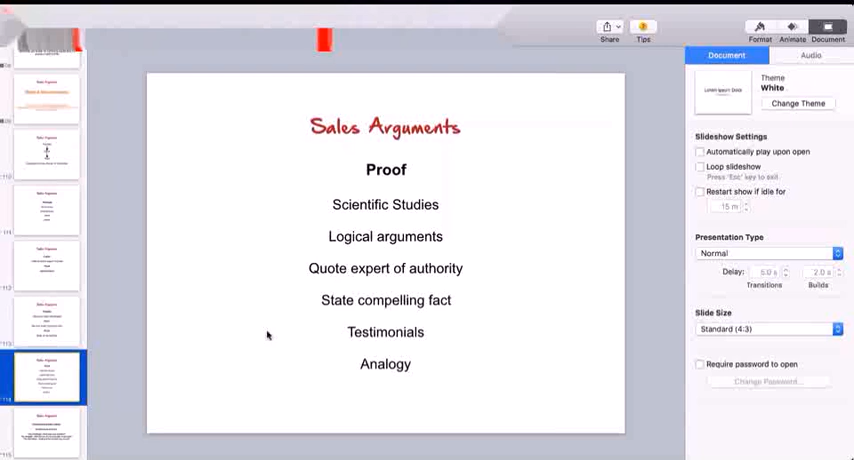 Share
Tips
Format
Animate
Document
Document
Audio
Theme
White
Change Theme
Slideshow Settings
Automatically play upon open
Loop slideshow
Press 'Esc' key to exit
Restart show if idle for
15 m
Presentation Type
Normal
Delay:
5.0 s
2.0 s
Transitions
Builds
Slide Size
Standard (4:3)
Require password to open
Change Password...
Sales Arguments
Proof
Scientific Studies
Logical arguments
Quote expert of authority
State compelling fact
Testimonials
Analogy